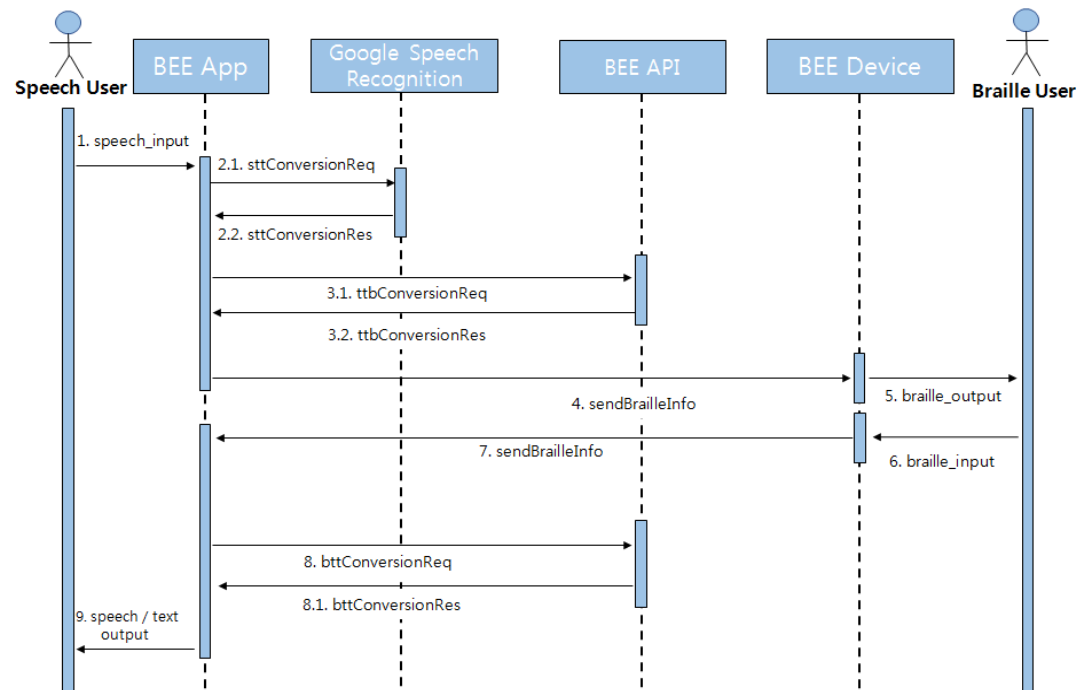 Speech User
BEE App
Google Speech
Recognition
BEE API
BEE Device
Braille User
1. speech_input
2.1. sttConversionReq
2.2. sttConversionRes
3.1. ttbConversionReq
3.2. ttbConversionRes
4. sendBrailleInfo
5. braille_output
7. sendBrailleInfo
6. braille_input
8. bttConversionReq
8.1. bttConversionRes
9. speech / text
output